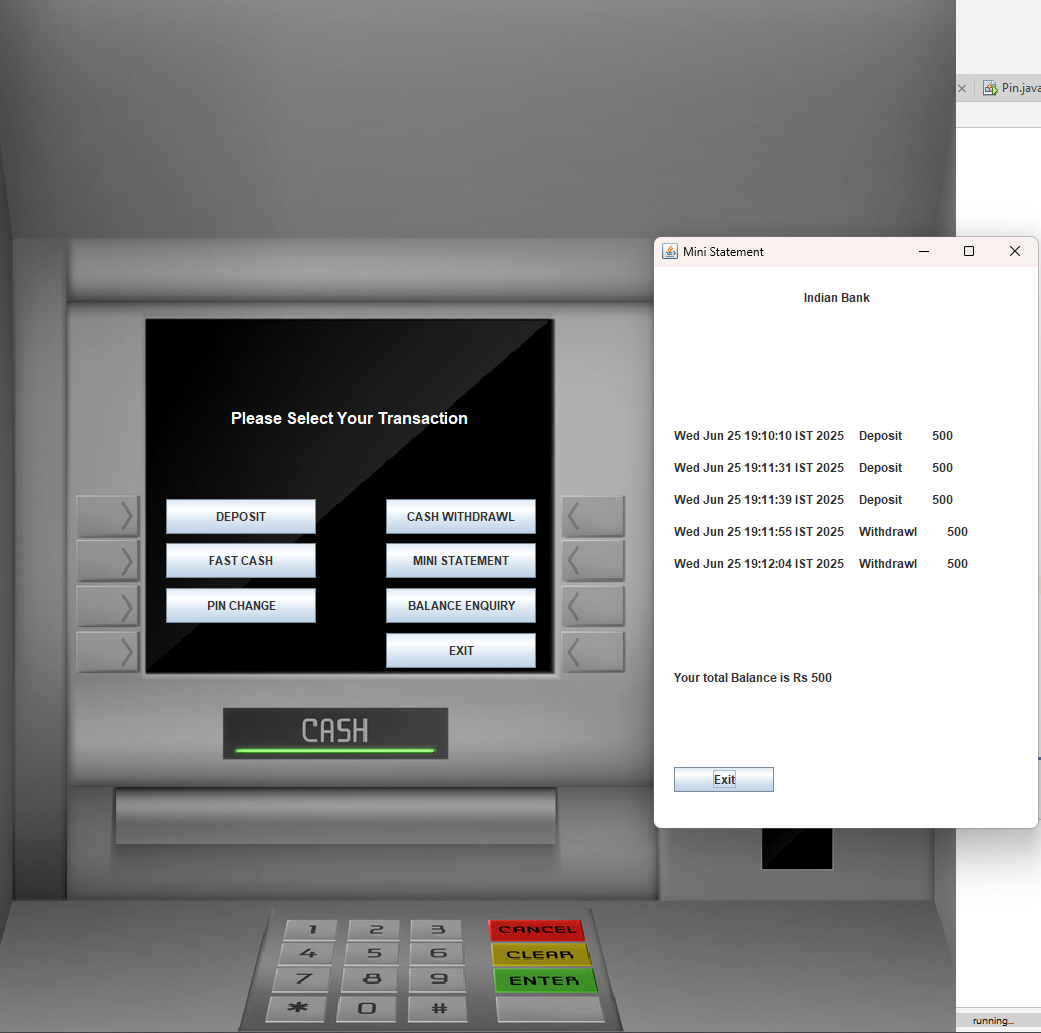 Pin.java
Mini Statement
Indian Bank
Please Select Your Transaction
Wed Jun 25 19:10:10 IST 2025 Deposit 500
Wed Jun 25 19:11:31 IST 2025 Deposit 500
Wed Jun 25 19:11:39 IST 2025 Deposit 500
Wed Jun 25 19:11:55 IST 2025 Withdrawl 500
Wed Jun 25 19:12:04 IST 2025 Withdrawl 500
Your total Balance is Rs 500
Exit
DEPOSIT CASH WITHDRAWL
FAST CASH MINI STATEMENT
PIN CHANGE BALANCE ENQUIRY
EXIT
CASH
1 2 3 CANCEL
4 5 6 CLEAR
7 8 9 ENTER
* 0 #
running...